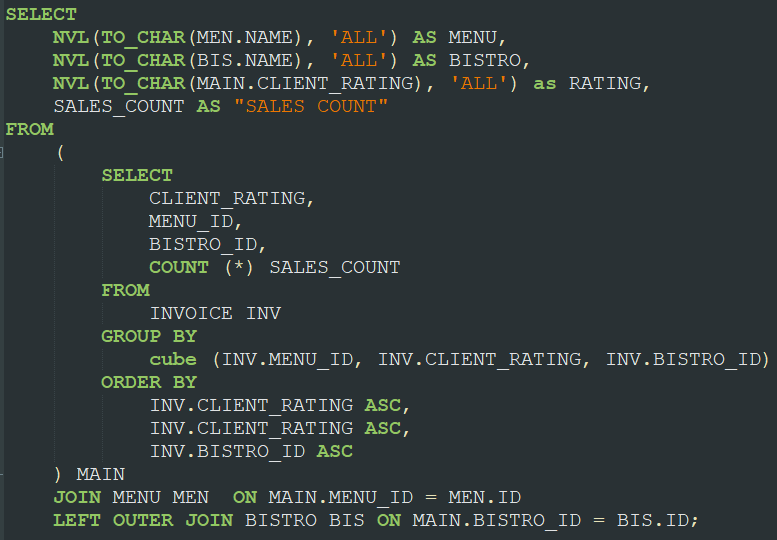 SELECT
NVL(TO_CHAR(MEN.NAME), 'ALL') AS MENU,
NVL(TO_CHAR(BIS.NAME), 'ALL') AS BISTRO,
NVL(TO_CHAR(MAIN.CLIENT_RATING), 'ALL') as RATING,
SALES_COUNT AS "SALES COUNT"
FROM
(
SELECT
CLIENT_RATING,
MENU_ID,
BISTRO_ID,
COUNT (*) SALES_COUNT
FROM
INVOICE INV
GROUP BY
cube (INV.MENU_ID, INV.CLIENT_RATING, INV.BISTRO_ID)
ORDER BY
INV.CLIENT_RATING ASC,
INV.CLIENT_RATING ASC,
INV.BISTRO_ID ASC
) MAIN
JOIN MENU MEN  ON MAIN.MENU_ID = MEN.ID
LEFT OUTER JOIN BISTRO BIS ON MAIN.BISTRO_ID = BIS.ID;